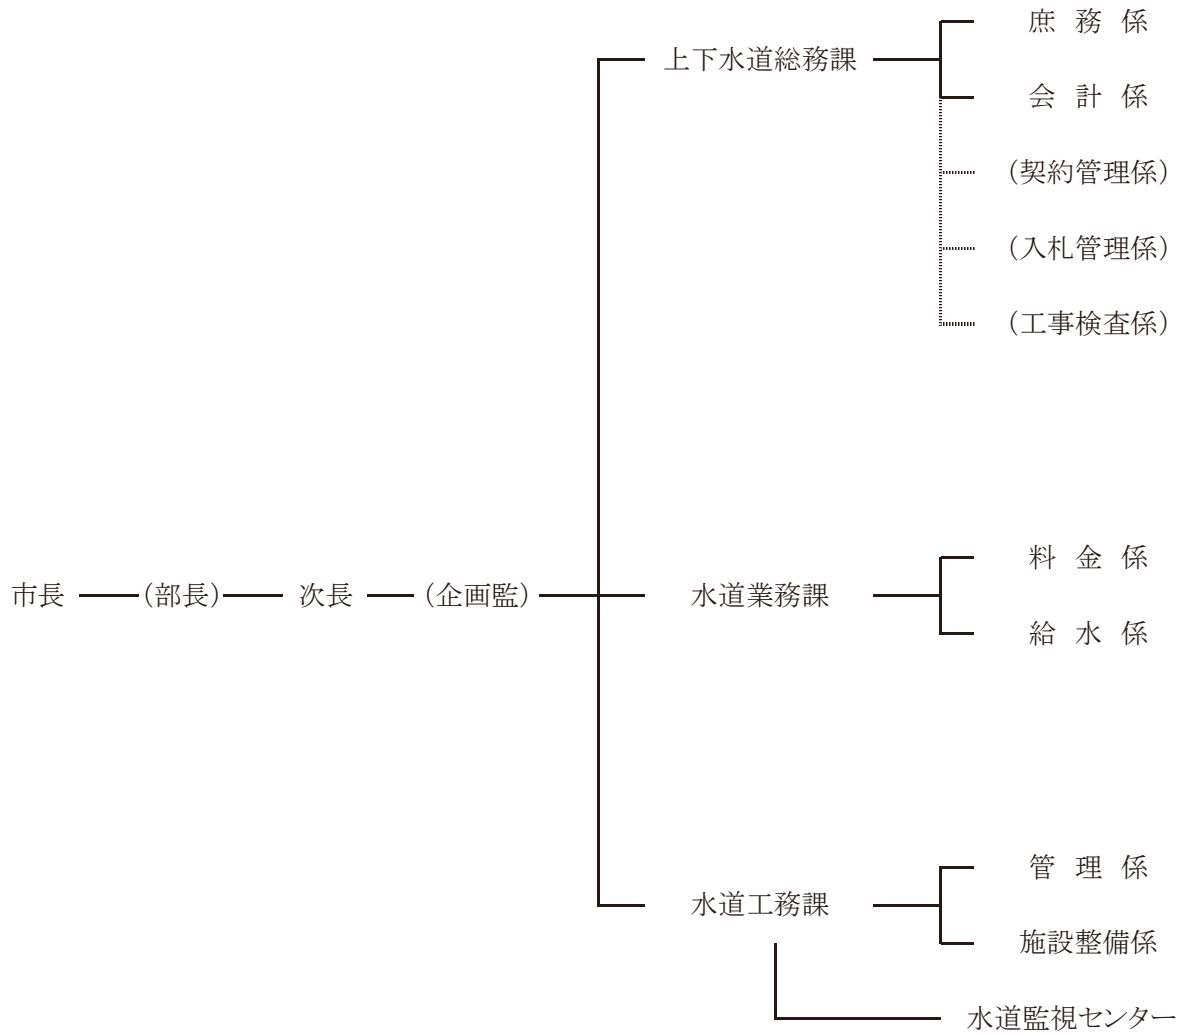 庶務係
上下水道総務課
会計係
(契約管理係)
(入札管理係)
(工事検査係)
料金係
市長
(部長)
次長
(企画監)
水道業務課
給水係
管理係
水道工務課
施設整備係
水道監視センター